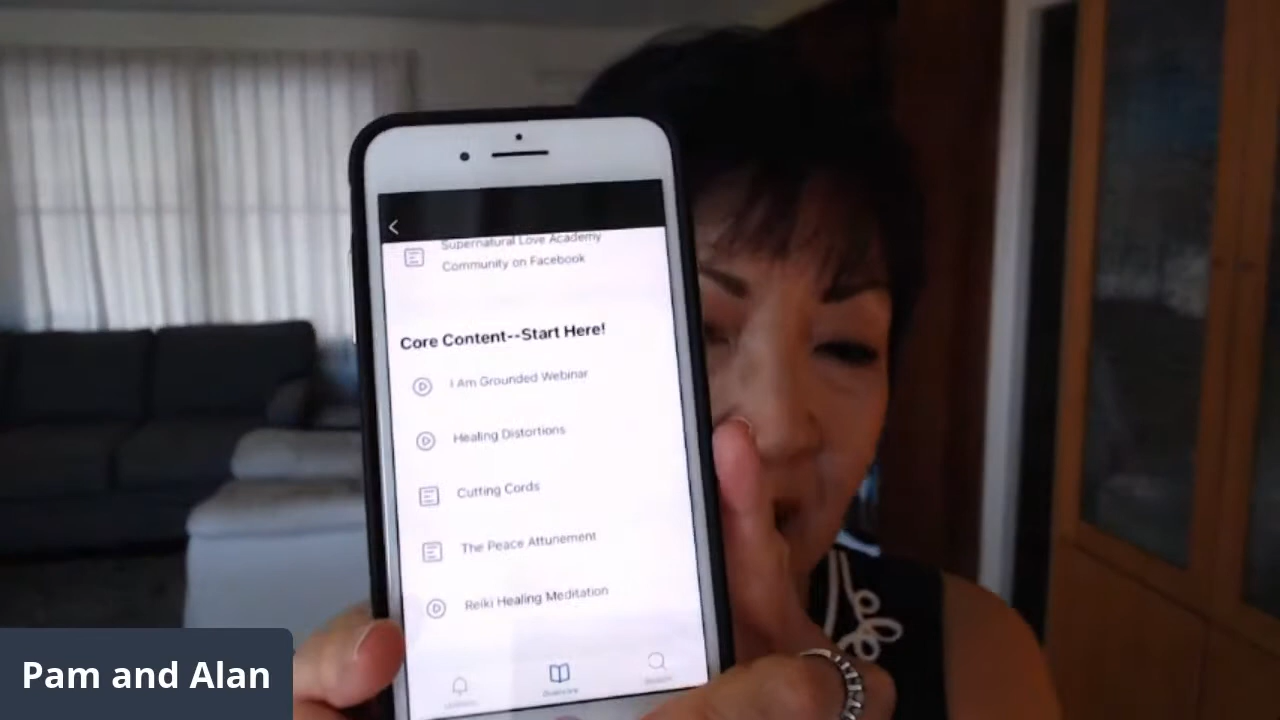 Supernatural Love Academy
Community on Facebook
Core Content--Start Here!
I Am Grounded Webinar
Healing Distortions
Cutting Cords
The Peace Attunement
Reiki Healing Meditation
Pam and Alan